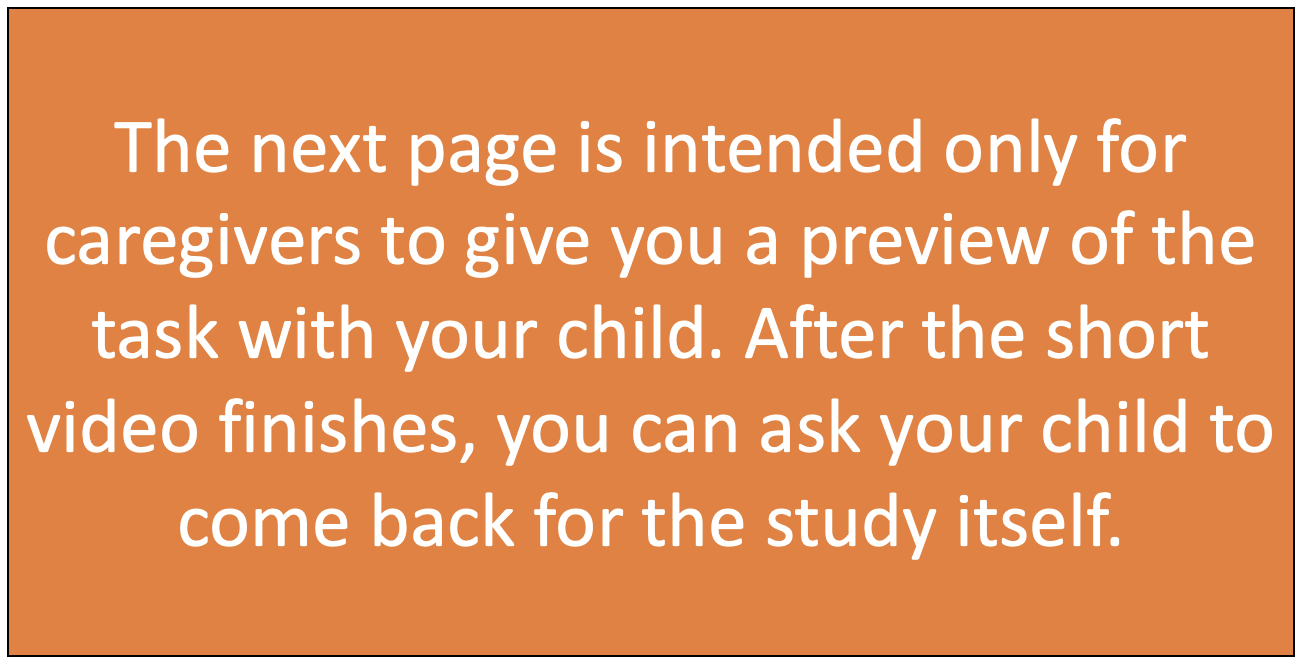 The next page is intended only for
caregivers to give you a preview of the
task with your child. After the short
video finishes, you can ask your child to
come back for the study itself.